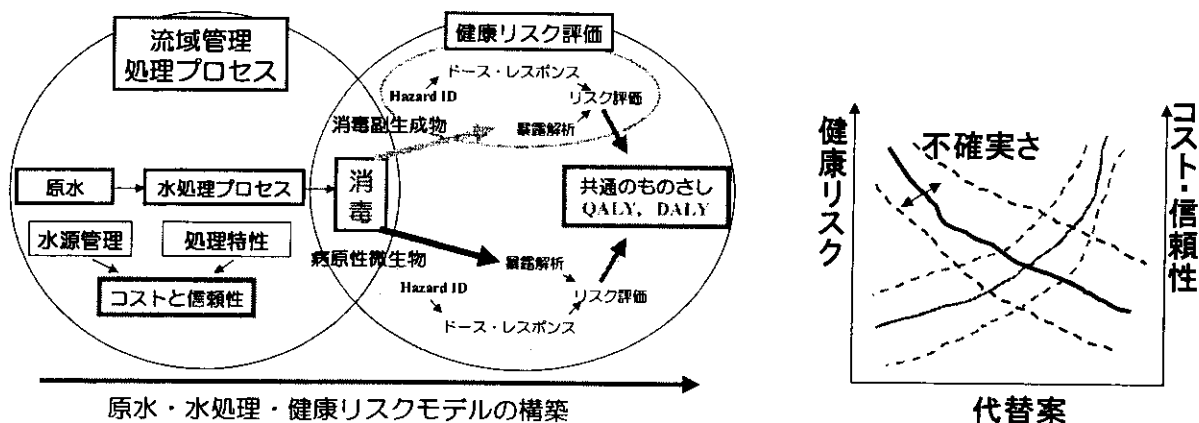 流域管理
処理プロセス
原水
水処理プロセス
水源管理
処理特性
コストと信頼性
消毒
健康リスク評価
ドース・レスポンス
Hazard ID
リスク評価
暴露解析
消毒副生成物
共通のものさし
QALY, DALY
病原性微生物
暴露解析
Hazard ID
リスク評価
ドース・レスポンス
原水・水処理・健康リスクモデルの構築
健康リスク
不確実さ
コスト・信頼性
代替案